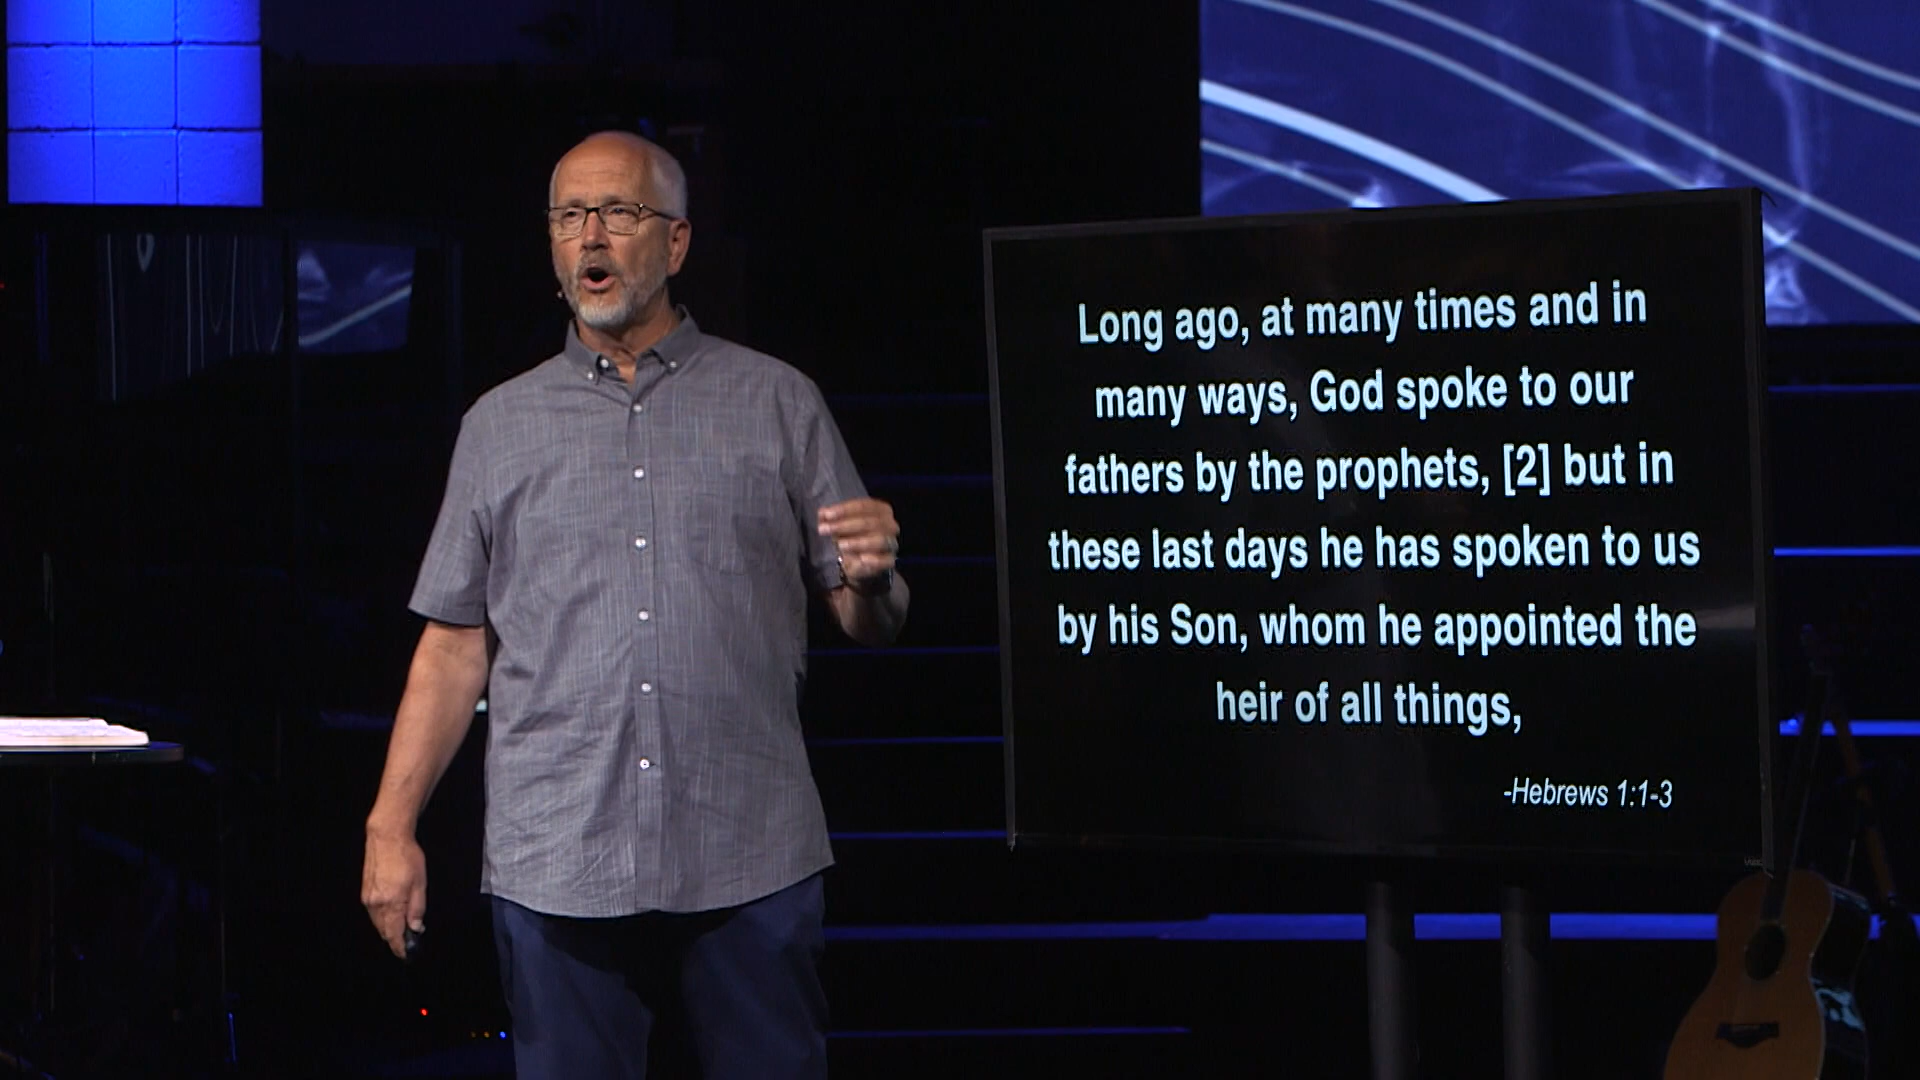 Long ago, at many times and in
many ways, God spoke to our
fathers by the prophets, [2] but in
these last days he has spoken to us
by his Son, whom he appointed the
heir of all things,
-Hebrews 1:1-3